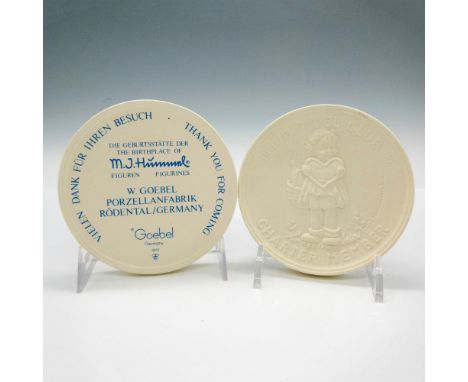 VIELEN DANK FÜR IHREN BESUCH
THANK YOU FOR COMING
DIE GEBURTSSTÄTTE DER
THE BIRTHPLACE OF
M.J.Hummel®
FIGUREN FIGURINES
W. GOEBEL
PORZELLANFABRIK
RÖDENTAL/GERMANY
®Goebel
Germany
CHARTER MEMBER